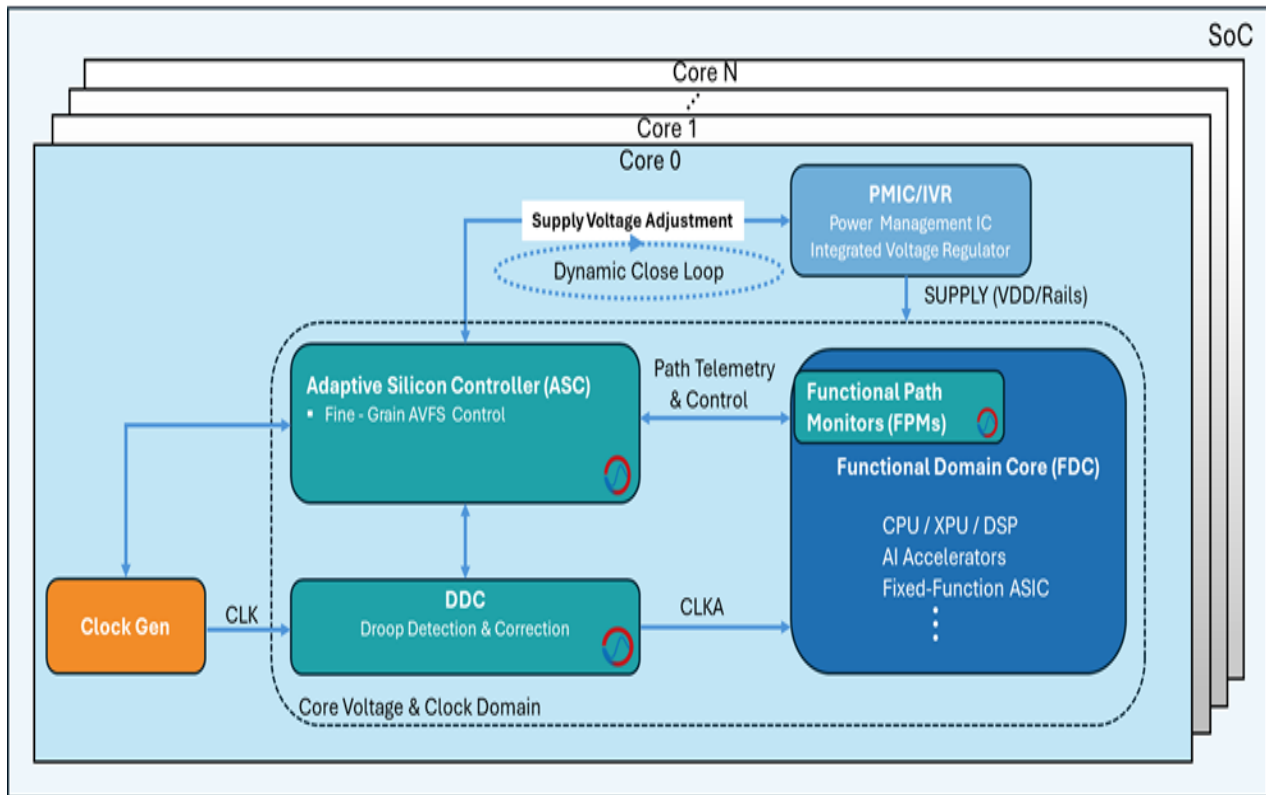 SoC
Core N
Core 1
Core 0
PMIC/IVR
Power Management IC
Integrated Voltage Regulator
Supply Voltage Adjustment
Dynamic Close Loop
SUPPLY (VDD/Rails)
Adaptive Silicon Controller (ASC)
▪ Fine - Grain AVFS Control
Path Telemetry
& Control
Functional Path
Monitors (FPMs)
Functional Domain Core (FDC)
CPU / XPU / DSP
AI Accelerators
Fixed-Function ASIC
Clock Gen
CLK
DDC
Droop Detection & Correction
CLKA
Core Voltage & Clock Domain